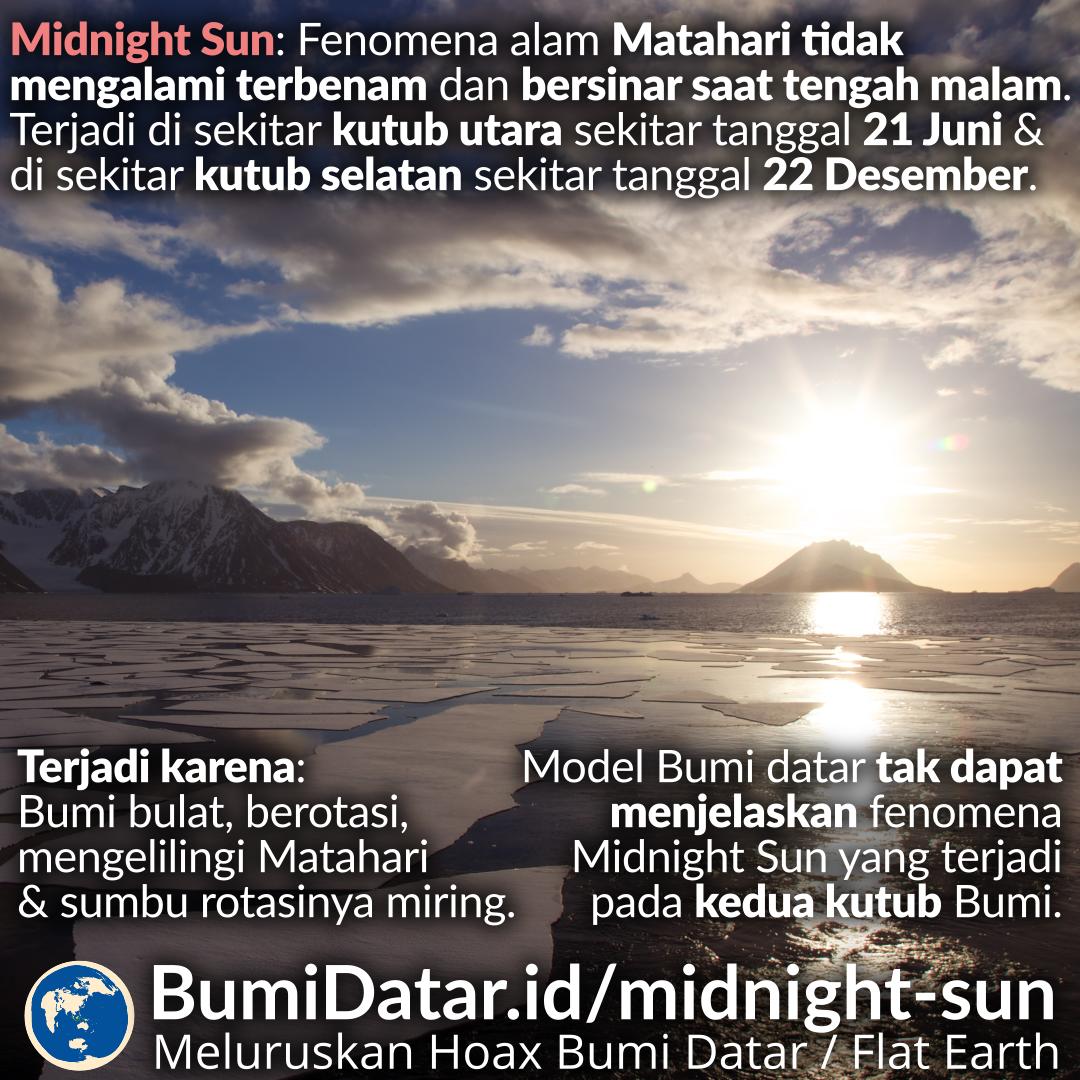 Midnight Sun: Fenomena alam Matahari tidak
mengalami terbenam dan bersinar saat tengah malam.
Terjadi di sekitar kutub utara sekitar tanggal 21 Juni &
di sekitar kutub selatan sekitar tanggal 22 Desember.
Terjadi karena:
Bumi bulat, berotasi,
mengelilingi Matahari
& sumbu rotasinya miring.
Model Bumi datar tak dapat
menjelaskan fenomena
Midnight Sun yang terjadi
pada kedua kutub Bumi.
BumiDatar.id/midnight-sun
Meluruskan Hoax Bumi Datar / Flat Earth